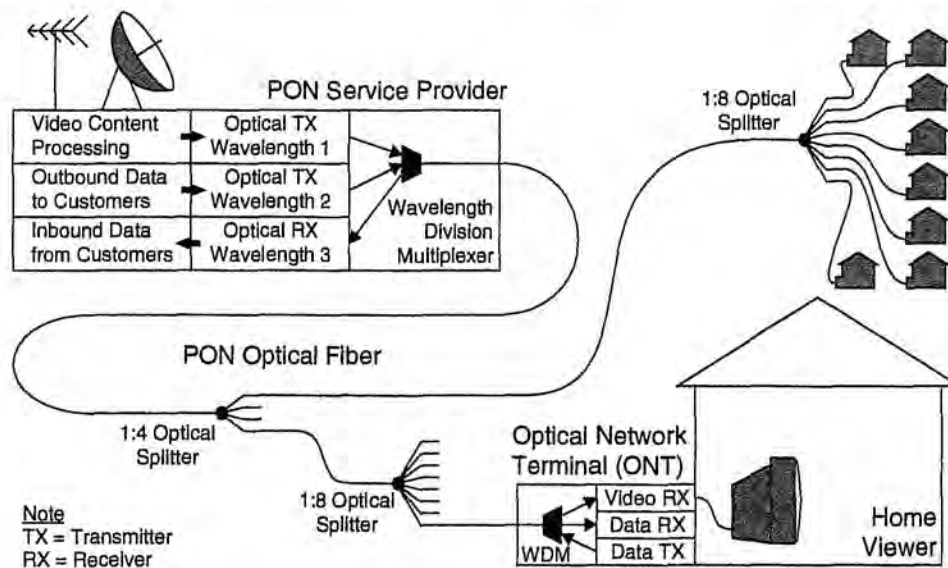 PON Service Provider
Video Content
Processing
Optical TX
Wavelength 1
Outbound Data
to Customers
Optical TX
Wavelength 2
Inbound Data
from Customers
Optical RX
Wavelength 3
Wavelength
Division
Multiplexer
1:8 Optical
Splitter
PON Optical Fiber
1:4 Optical
Splitter
1:8 Optical
Splitter
Optical Network
Terminal (ONT)
Video RX
Data RX
Data TX
WDM
Home
Viewer
Note
TX = Transmitter
RX = Receiver